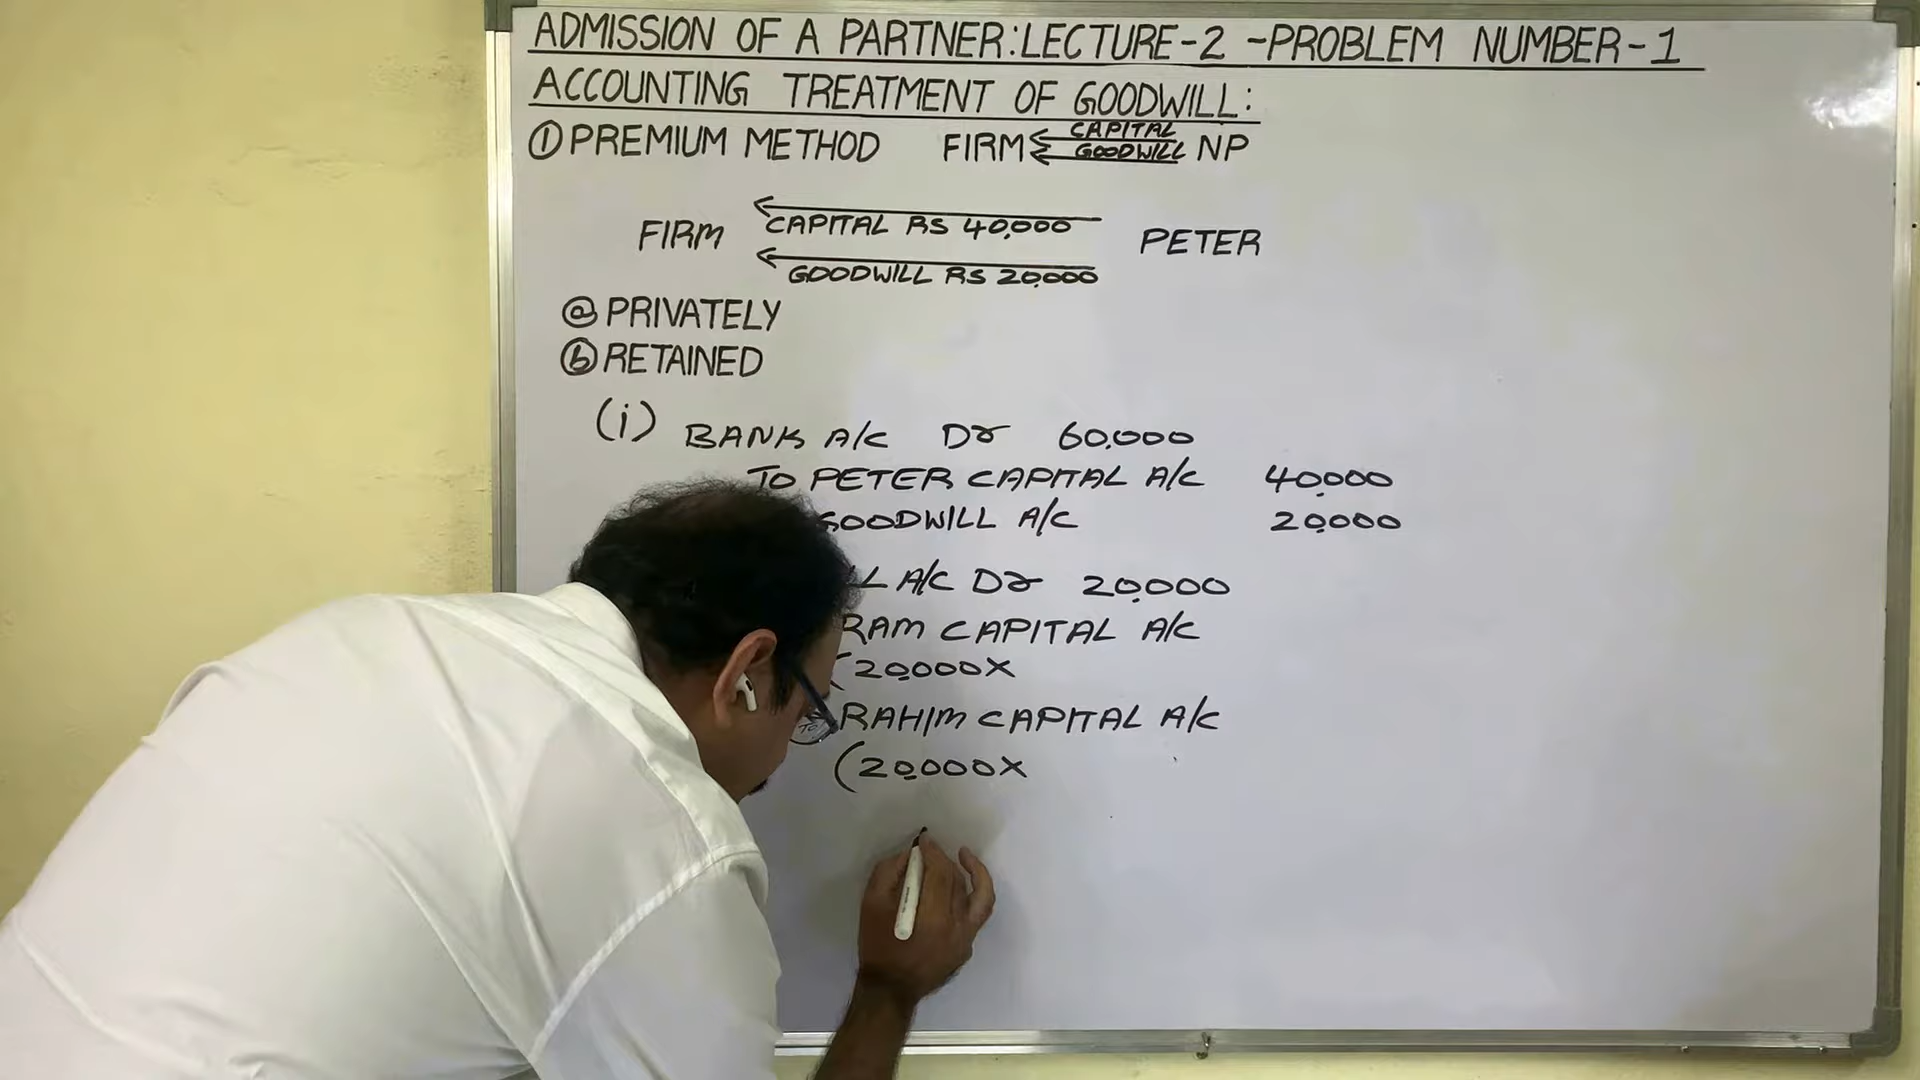 ADMISSION OF A PARTNER:LECTURE-2 -PROBLEM NUMBER-1
ACCOUNTING TREATMENT OF GOODWILL:
① PREMIUM METHOD FIRM CAPITAL GOODWILL NP
CAPITAL RS 40,000
FIRM PETER
GOODWILL RS 20,000
ⓐ PRIVATELY
ⓑ RETAINED
(i) BANK A/C Dr 60,000
TO PETER CAPITAL A/C 40,000
GOODWILL A/C 20,000
A/C Dr 20,000
RAM CAPITAL A/C
(20,000X
RAHIM CAPITAL A/C
(20,000X